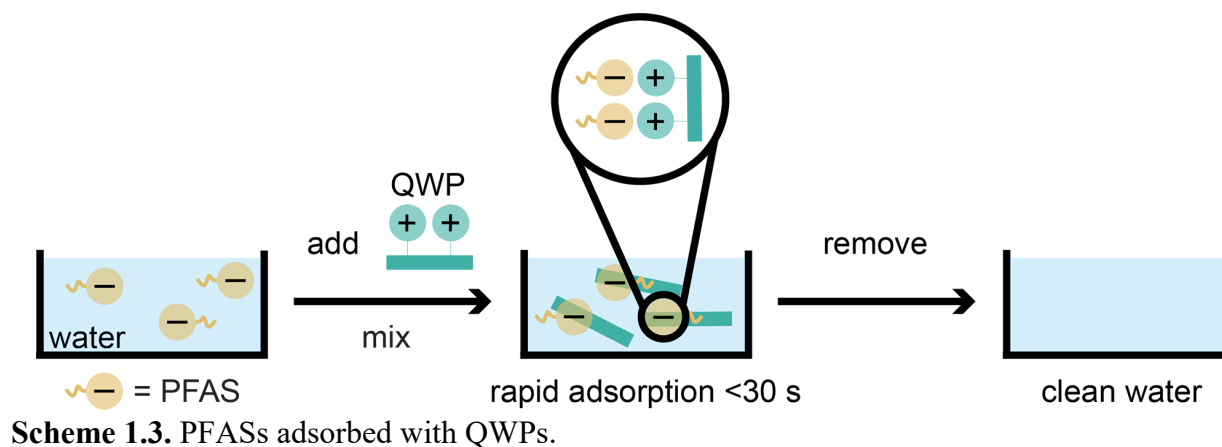 QWP
add
mix
remove
water
− = PFAS
rapid adsorption <30 s
clean water
Scheme 1.3. PFASs adsorbed with QWPs.